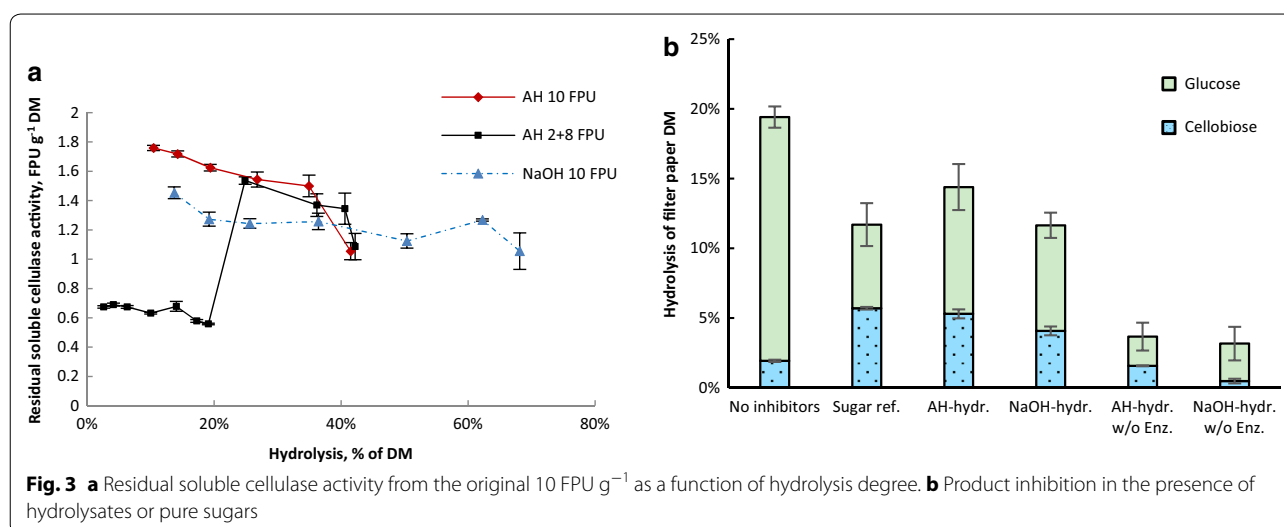 a
AH 10 FPU
AH 2+8 FPU
NaOH 10 FPU
Residual soluble cellulase activity, FPU g⁻¹ DM
2
1.8
1.6
1.4
1.2
1
0.8
0.6
0.4
0.2
0
0% 20% 40% 60% 80%
Hydrolysis, % of DM
b
Glucose
Cellobiose
Hydrolysis of filter paper DM
25%
20%
15%
10%
5%
0%
No inhibitors Sugar ref. AH-hydr. NaOH-hydr. AH-hydr. NaOH-hydr.
w/o Enz. w/o Enz.
Fig. 3 a Residual soluble cellulase activity from the original 10 FPU g⁻¹ as a function of hydrolysis degree. b Product inhibition in the presence of
hydrolysates or pure sugars